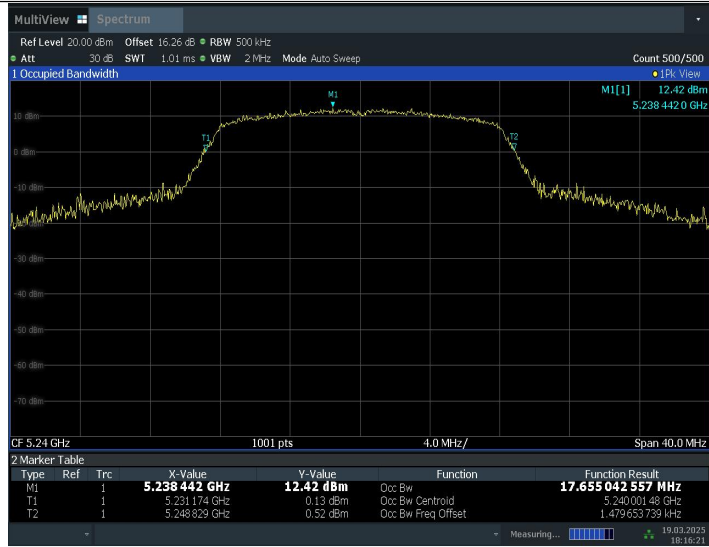 MultiView Spectrum
Ref Level 20.00 dBm Offset 16.26 dB RBW 500 kHz
Att 30 dB SWT 1.01 ms VBW 2 MHz Mode Auto Sweep Count 500/500
1 Occupied Bandwidth 1Pk View
M1[1] 12.42 dBm
5.238 442 0 GHz
M1
10 dBm
T1 T2
0 dBm
-10 dBm
-20 dBm
-30 dBm
-40 dBm
-50 dBm
-60 dBm
-70 dBm
CF 5.24 GHz 1001 pts 4.0 MHz/ Span 40.0 MHz
2 Marker Table
Type Ref Trc X-Value Y-Value Function Function Result
M1 1 5.238 442 GHz 12.42 dBm Occ Bw 17.655 042 557 MHz
T1 1 5.231 174 GHz 0.13 dBm Occ Bw Centroid 5.240 001 48 GHz
T2 1 5.248 829 GHz 0.52 dBm Occ Bw Freq Offset 1.479 653 739 kHz
Measuring... 19.03.2025
18:16:21